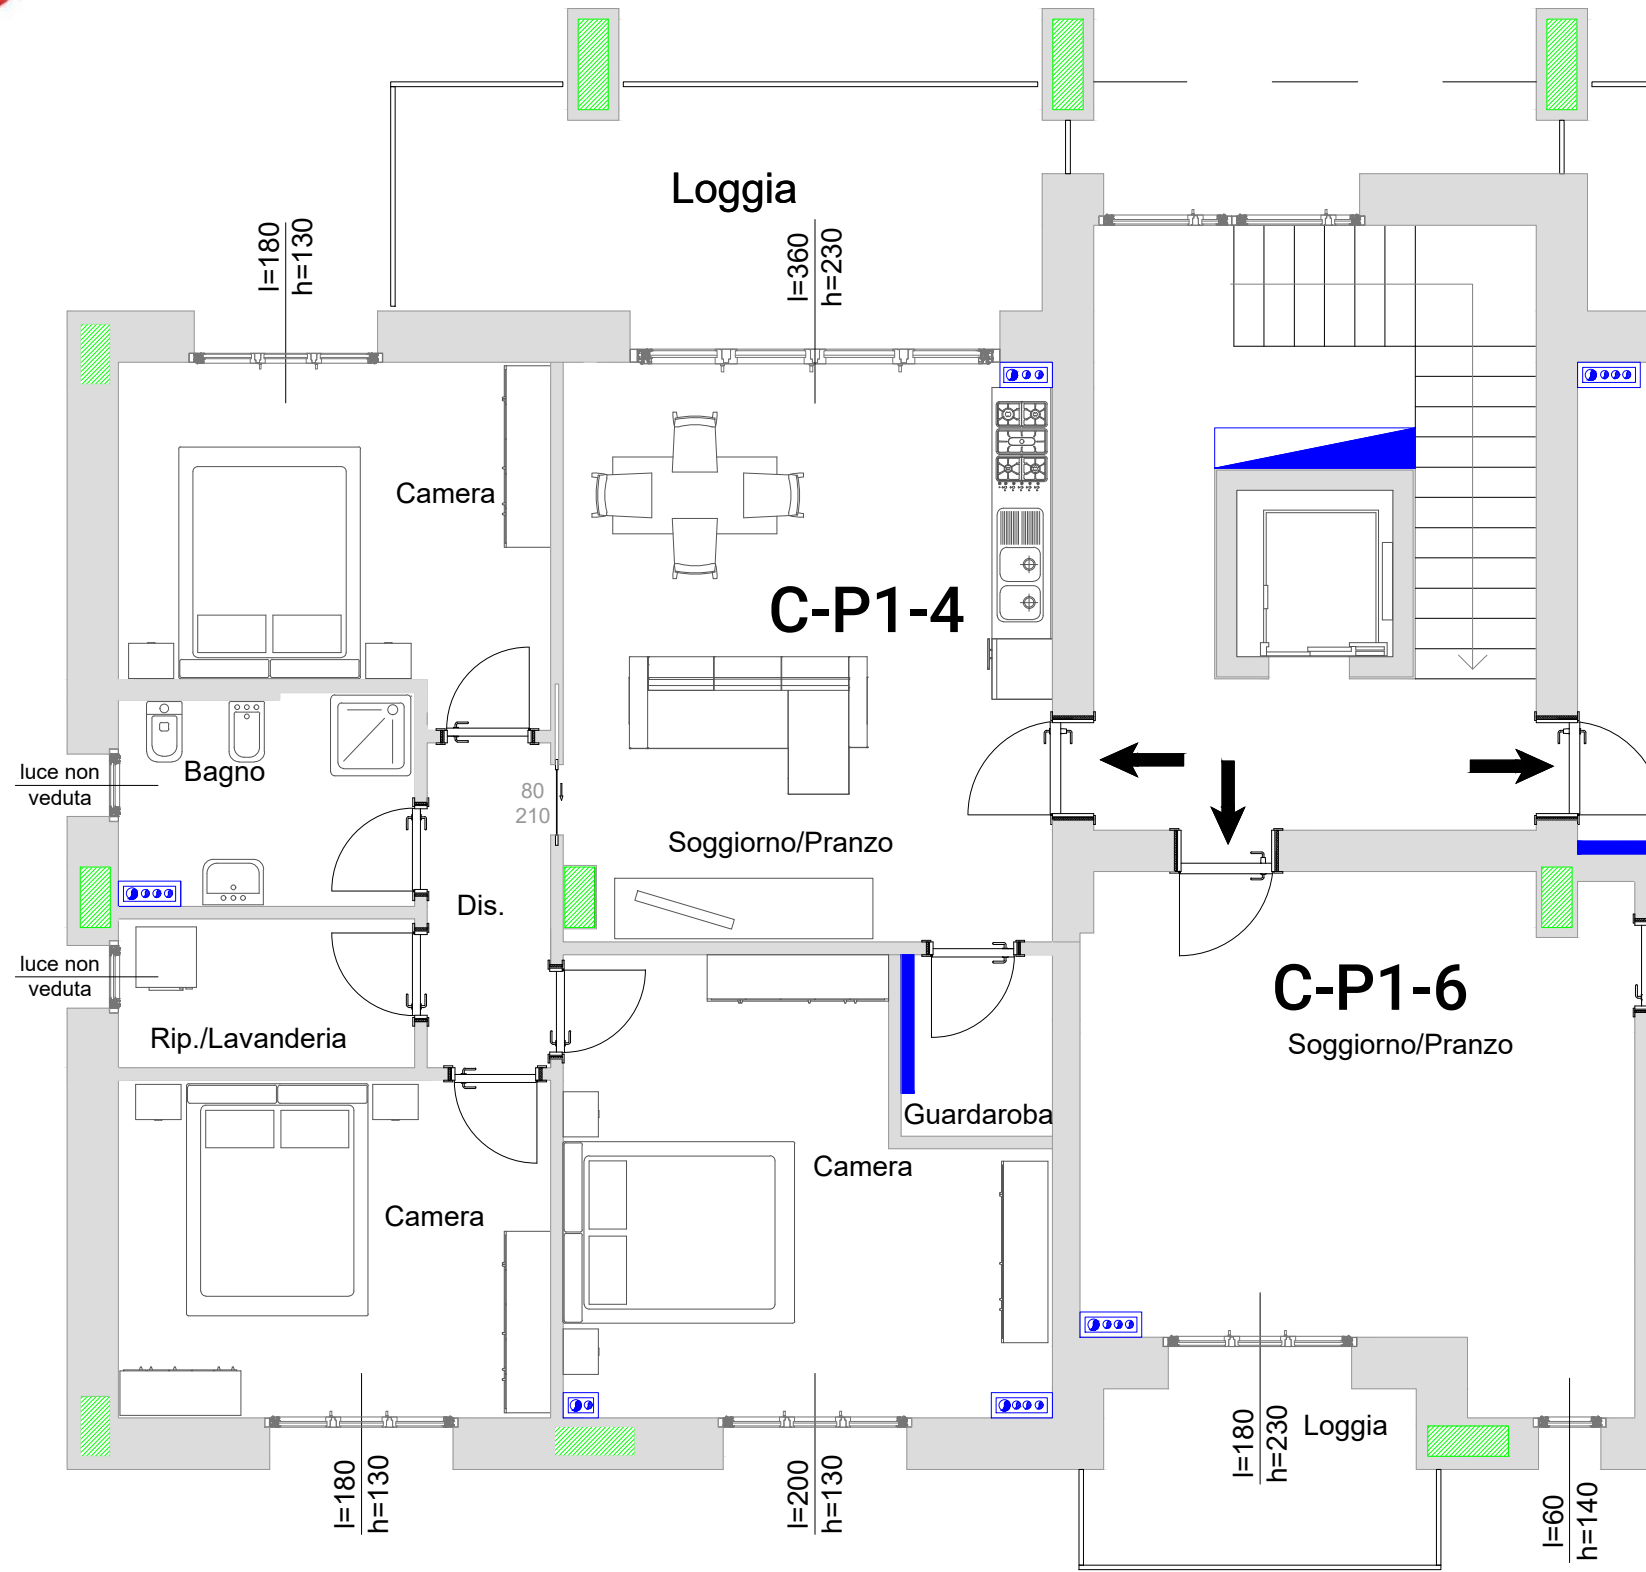 Loggia
l=180
h=130
l=360
h=230
Camera
C-P1-4
Bagno
luce non
veduta
80
210
Soggiorno/Pranzo
Dis.
luce non
veduta
Rip./Lavanderia
C-P1-6
Soggiorno/Pranzo
Guardaroba
Camera
Camera
Loggia
l=180
h=130
l=200
h=130
l=180
h=230
l=60
h=140